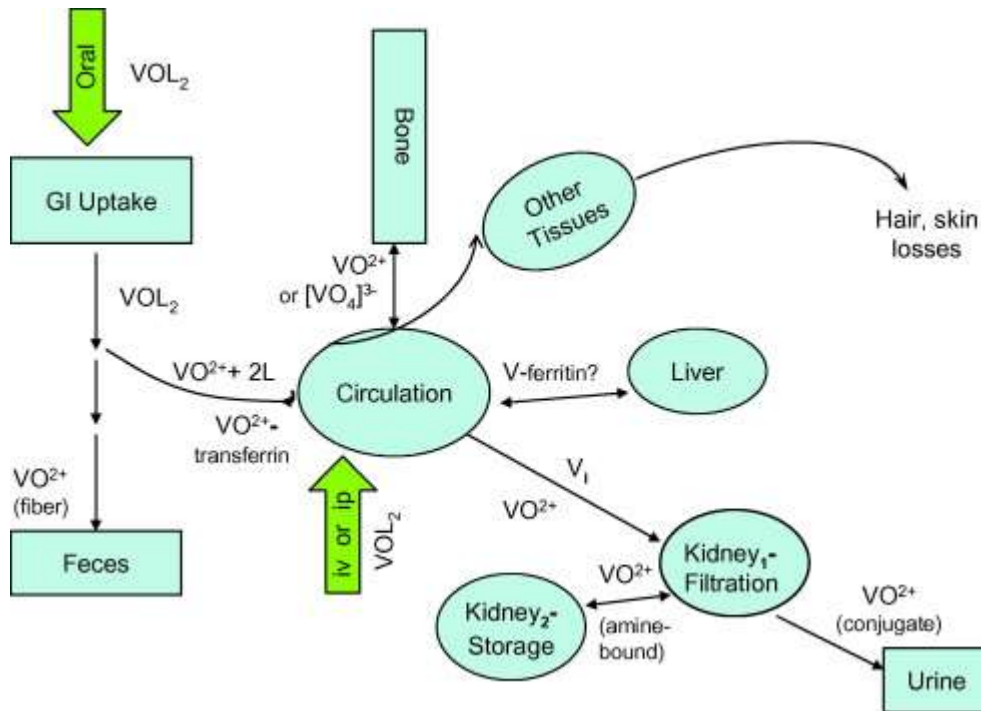 Oral
VOL₂
GI Uptake
VOL₂
VO²⁺+ 2L
VO²⁺-
transferrin
VO²⁺
(fiber)
Feces
Bone
VO²⁺
or [VO₄]³⁻
Circulation
iv or ip
VOL₂
Other
Tissues
Hair, skin
losses
V-ferritin?
Liver
V₁
VO²⁺
Kidney₁-
Filtration
VO²⁺
(amine-
bound)
Kidney₂-
Storage
VO²⁺
(conjugate)
Urine